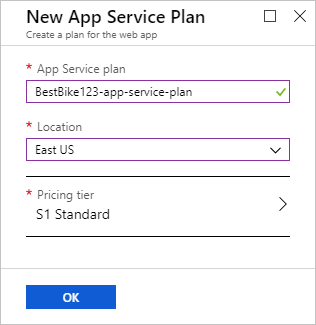 New App Service Plan
Create a plan for the web app
* App Service plan
BestBike123-app-service-plan
* Location
East US
* Pricing tier
S1 Standard
OK